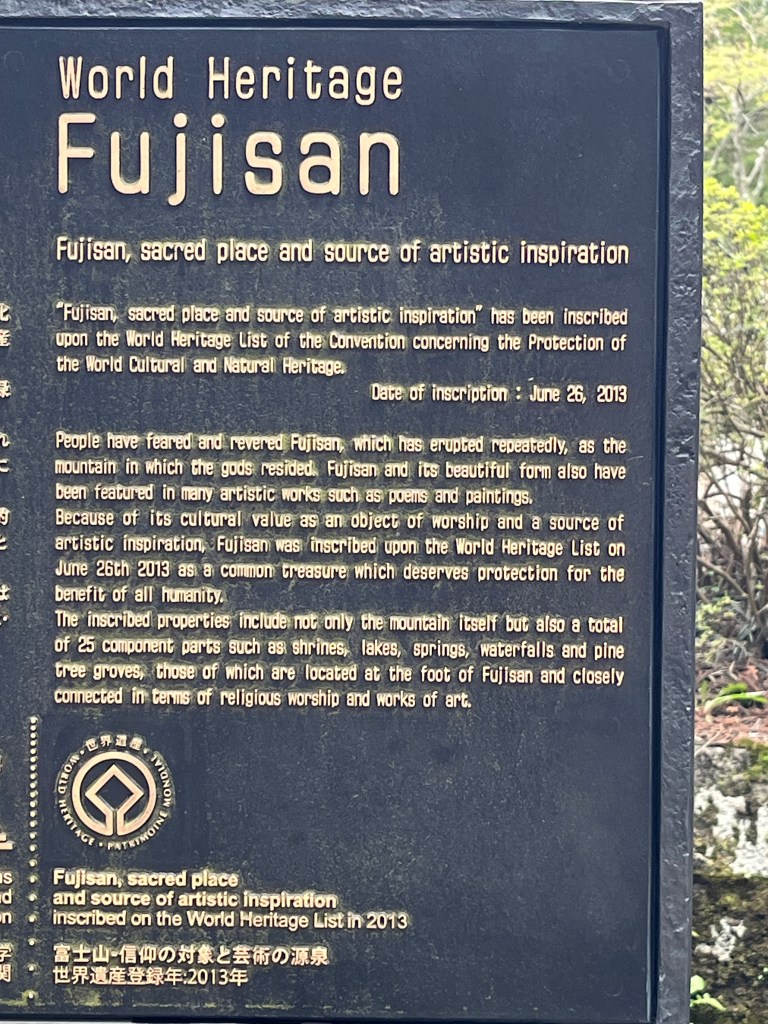 World Heritage
Fujisan
Fujisan, sacred place and source of artistic inspiration
"Fujisan, sacred place and source of artistic inspiration" has been inscribed
upon the World Heritage List of the Convention concerning the Protection of
the World Cultural and Natural Heritage.
Date of inscription : June 26, 2013
People have feared and revered Fujisan, which has erupted repeatedly, as the
mountain in which the gods resided. Fujisan and its beautiful form also have
been featured in many artistic works such as poems and paintings.
Because of its cultural value as an object of worship and a source of
artistic inspiration, Fujisan was inscribed upon the World Heritage List on
June 26th 2013 as a common treasure which deserves protection for the
benefit of all humanity.
The inscribed properties include not only the mountain itself but also a total
of 25 component parts such as shrines, lakes, springs, waterfalls and pine
tree groves, those of which are located at the foot of Fujisan and closely
connected in terms of religious worship and works of art.
世界遺産 • WORLD HERITAGE • PATRIMOINE MONDIAL •
Fujisan, sacred place
and source of artistic inspiration
inscribed on the World Heritage List in 2013
富士山-信仰の対象と芸術の源泉
世界遺産登録年:2013年